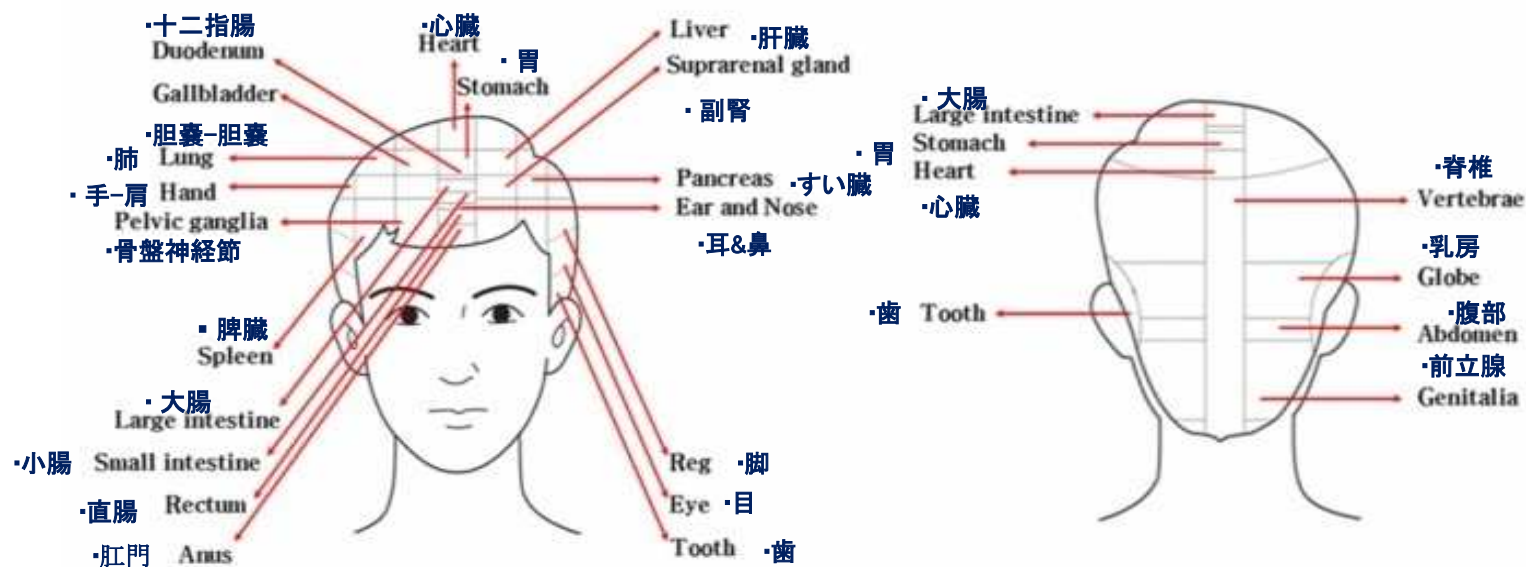 ・十二指腸
Duodenum
・心臓
Heart
・胃
Stomach
Liver ・肝臓
Suprarenal gland
・副腎
Gallbladder
・胆嚢-胆嚢
・肺 Lung
・手-肩 Hand
Pelvic ganglia
・骨盤神経節
Pancreas ・すい臓
Ear and Nose
・耳&鼻
▪ 脾臓
Spleen
・大腸
Large intestine
・小腸 Small intestine
・直腸 Rectum
・肛門 Anus
Reg ・脚
Eye ・目
Tooth ・歯
・大腸
Large intestine
・胃 Stomach
Heart
・心臓
・脊椎
Vertebrae
・乳房
Globe
・歯 Tooth
・腹部
Abdomen
・前立腺
Genitalia